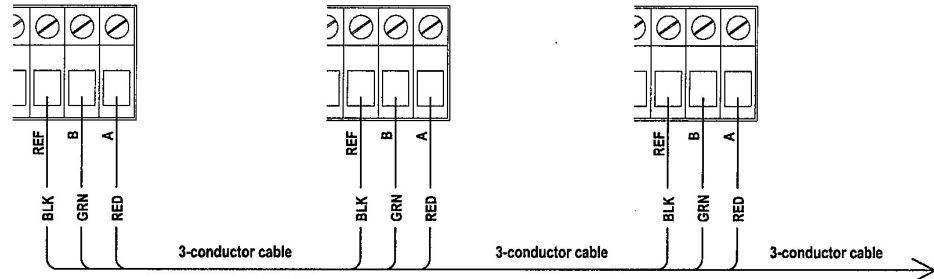 REF B A REF B A REF B A
BLK GRN RED BLK GRN RED BLK GRN RED
3-conductor cable 3-conductor cable 3-conductor cable